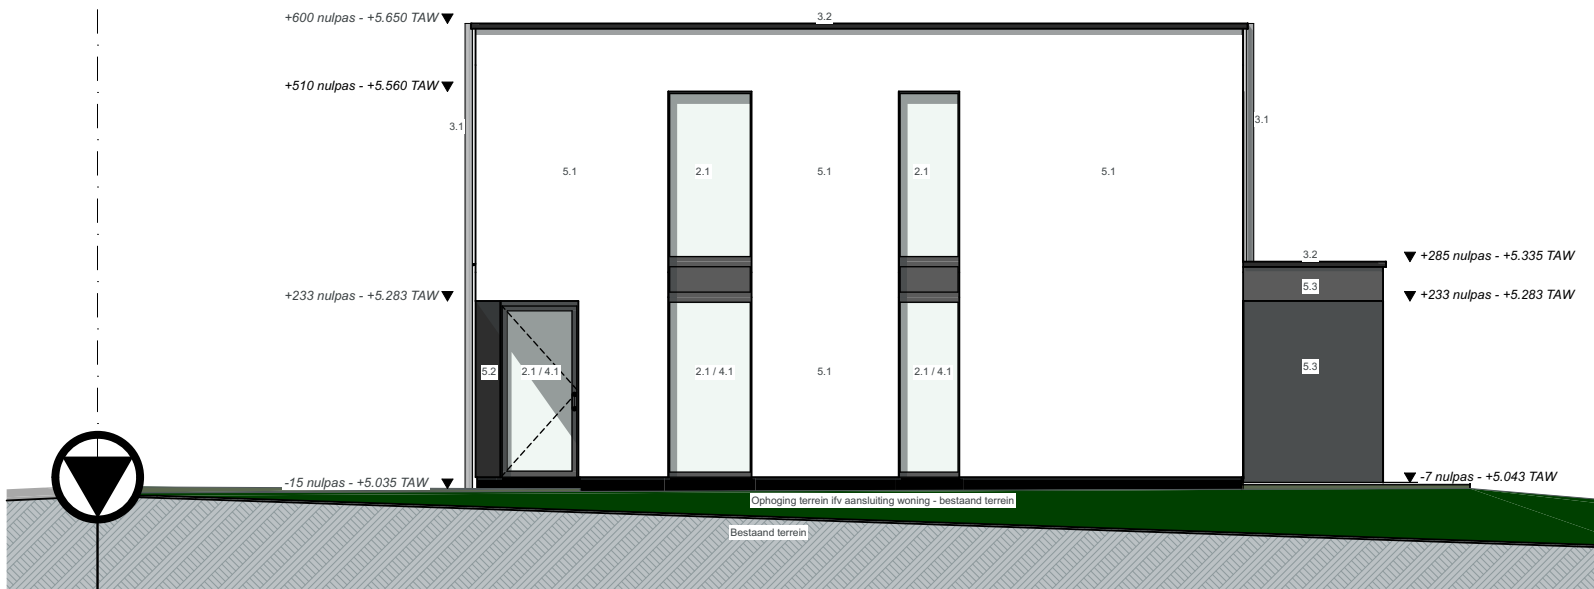 +600 nulpas - +5.650 TAW
3.2
+510 nulpas - +5.560 TAW
3.1
3.1
5.1
2.1
5.1
2.1
5.1
3.2
+285 nulpas - +5.335 TAW
5.3
+233 nulpas - +5.283 TAW
+233 nulpas - +5.283 TAW
5.2
2.1 / 4.1
2.1 / 4.1
5.1
2.1 / 4.1
5.3
-15 nulpas - +5.035 TAW
-7 nulpas - +5.043 TAW
Ophoging terrein ifv aansluiting woning - bestaand terrein
Bestaand terrein